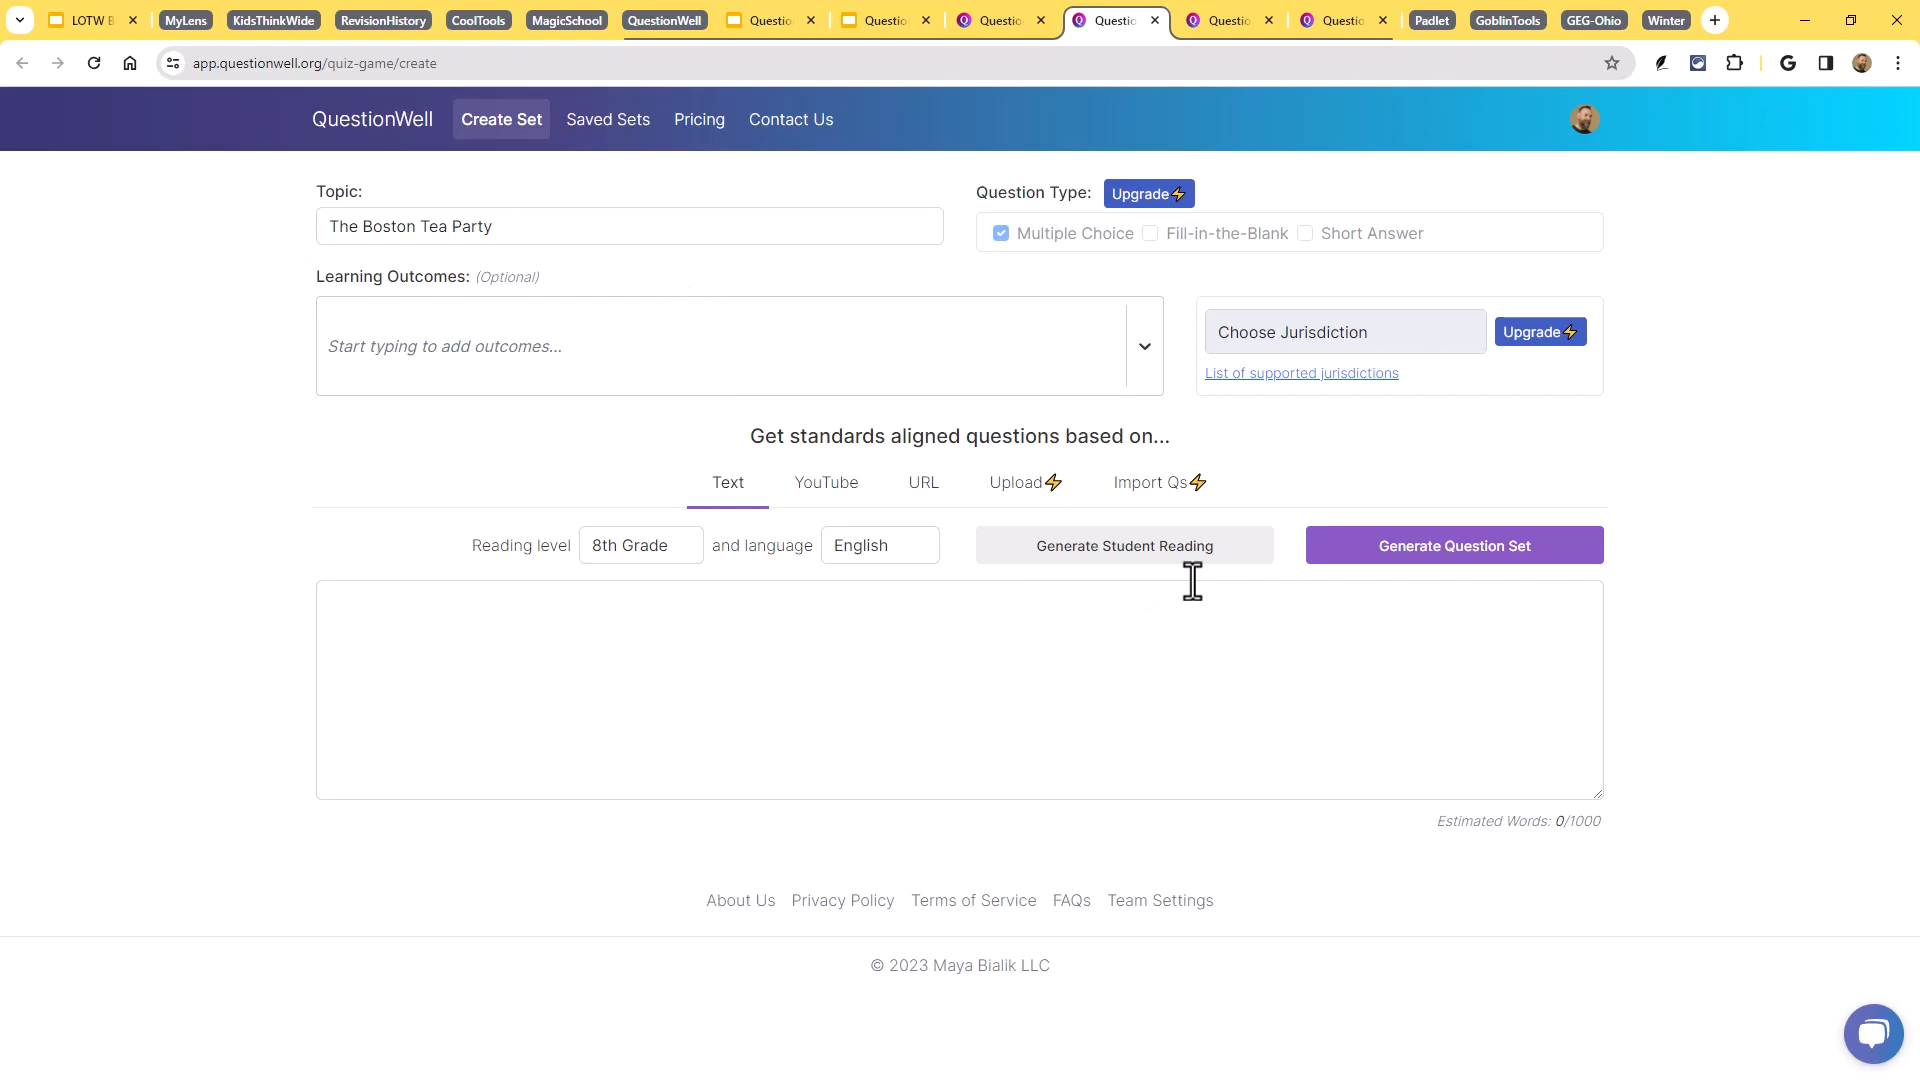 LOTW B MyLens KidsThinkWide RevisionHistory CoolTools MagicSchool QuestionWell Questio Questio Questio Questio Questio Questio Padlet GoblinTools GEG-Ohio Winter
app.questionwell.org/quiz-game/create
QuestionWell Create Set Saved Sets Pricing Contact Us
Topic:
The Boston Tea Party
Question Type: Upgrade⚡
Multiple Choice Fill-in-the-Blank Short Answer
Learning Outcomes: (Optional)
Start typing to add outcomes...
Choose Jurisdiction Upgrade⚡
List of supported jurisdictions
Get standards aligned questions based on...
Text YouTube URL Upload⚡ Import Qs⚡
Reading level 8th Grade and language English Generate Student Reading Generate Question Set
Estimated Words: 0/1000
About Us Privacy Policy Terms of Service FAQs Team Settings
© 2023 Maya Bialik LLC